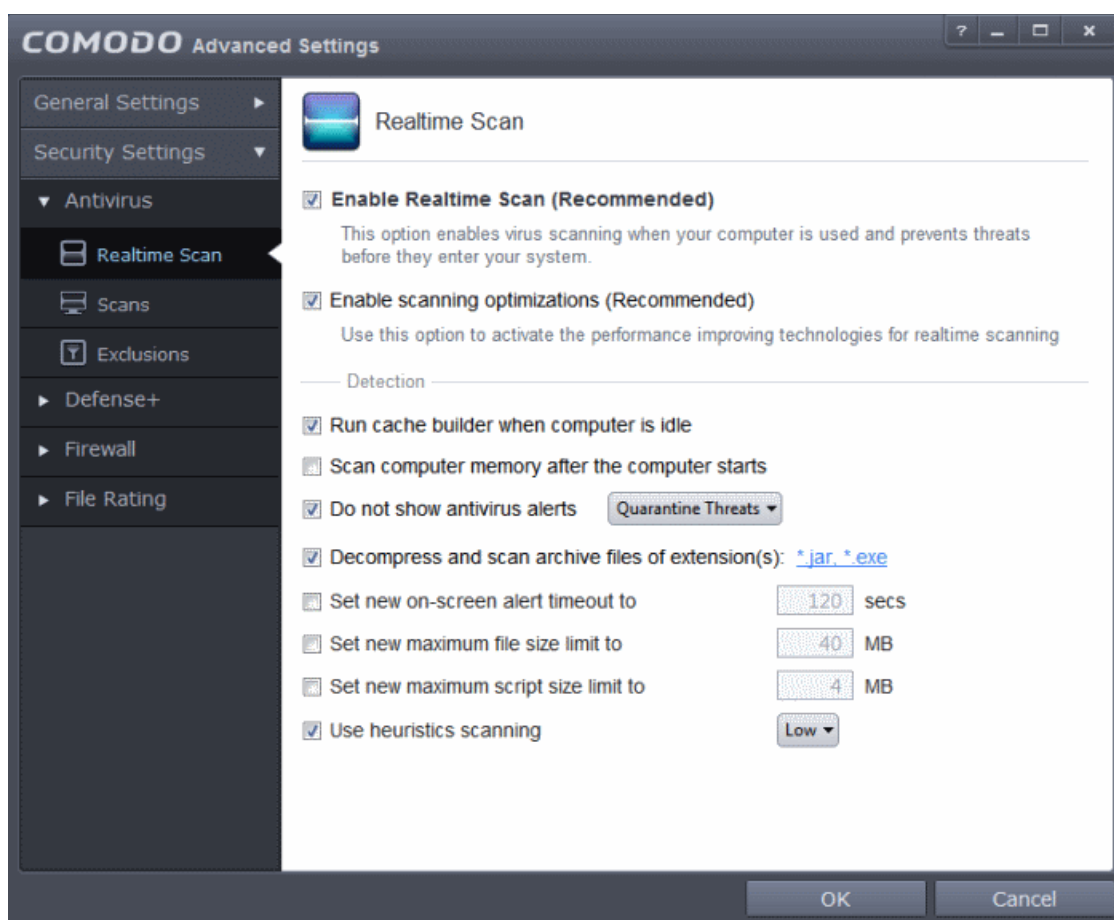 COMODO Advanced Settings
?
General Settings
Security Settings
Antivirus
Realtime Scan
Scans
Exclusions
Defense+
Firewall
File Rating
Realtime Scan
Enable Realtime Scan (Recommended)
This option enables virus scanning when your computer is used and prevents threats
before they enter your system.
Enable scanning optimizations (Recommended)
Use this option to activate the performance improving technologies for realtime scanning
Detection
Run cache builder when computer is idle
Scan computer memory after the computer starts
Do not show antivirus alerts Quarantine Threats
Decompress and scan archive files of extension(s): *.jar, *.exe
Set new on-screen alert timeout to 120 secs
Set new maximum file size limit to 40 MB
Set new maximum script size limit to 4 MB
Use heuristics scanning Low
OK Cancel